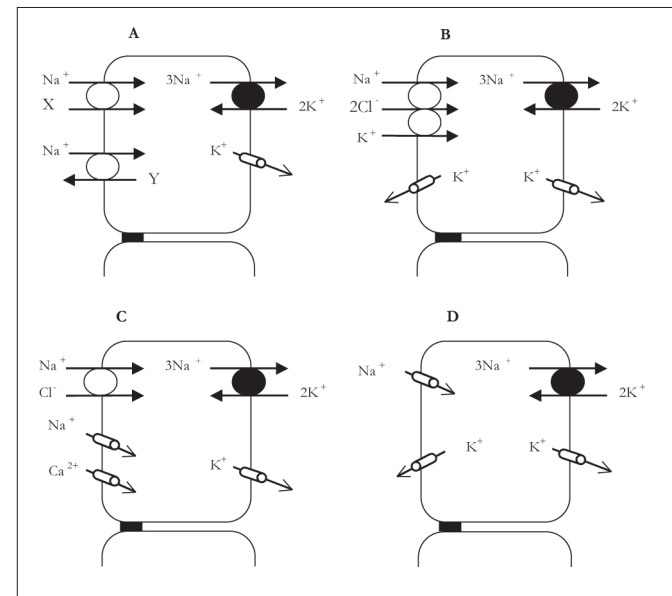 A
Na⁺
X
Na⁺
Y
3Na⁺
2K⁺
K⁺
B
Na⁺
2Cl⁻
K⁺
K⁺
3Na⁺
2K⁺
K⁺
C
Na⁺
Cl⁻
Na⁺
Ca²⁺
3Na⁺
2K⁺
K⁺
D
Na⁺
K⁺
3Na⁺
2K⁺
K⁺